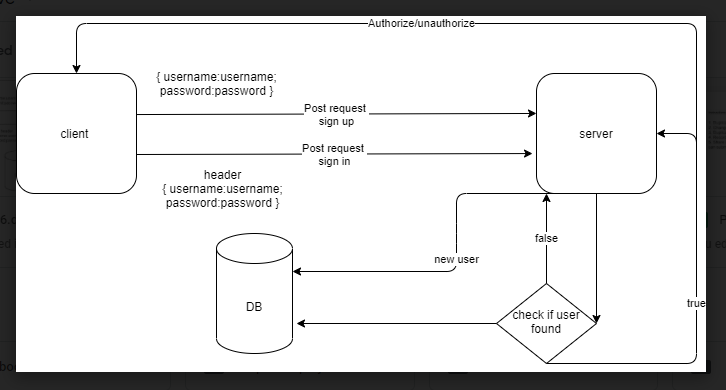 Authorize/unauthorize
{ username:username;
password:password }
client
Post request
sign up
server
Post request
sign in
header
{ username:username;
password:password }
false
new user
DB
true
check if user
found